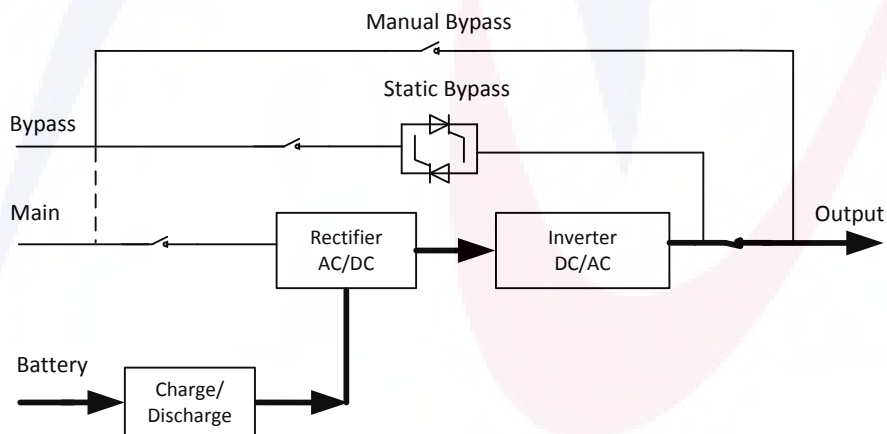 Manual Bypass
Static Bypass
Bypass
Main
Output
Rectifier
AC/DC
Inverter
DC/AC
Battery
Charge/
Discharge